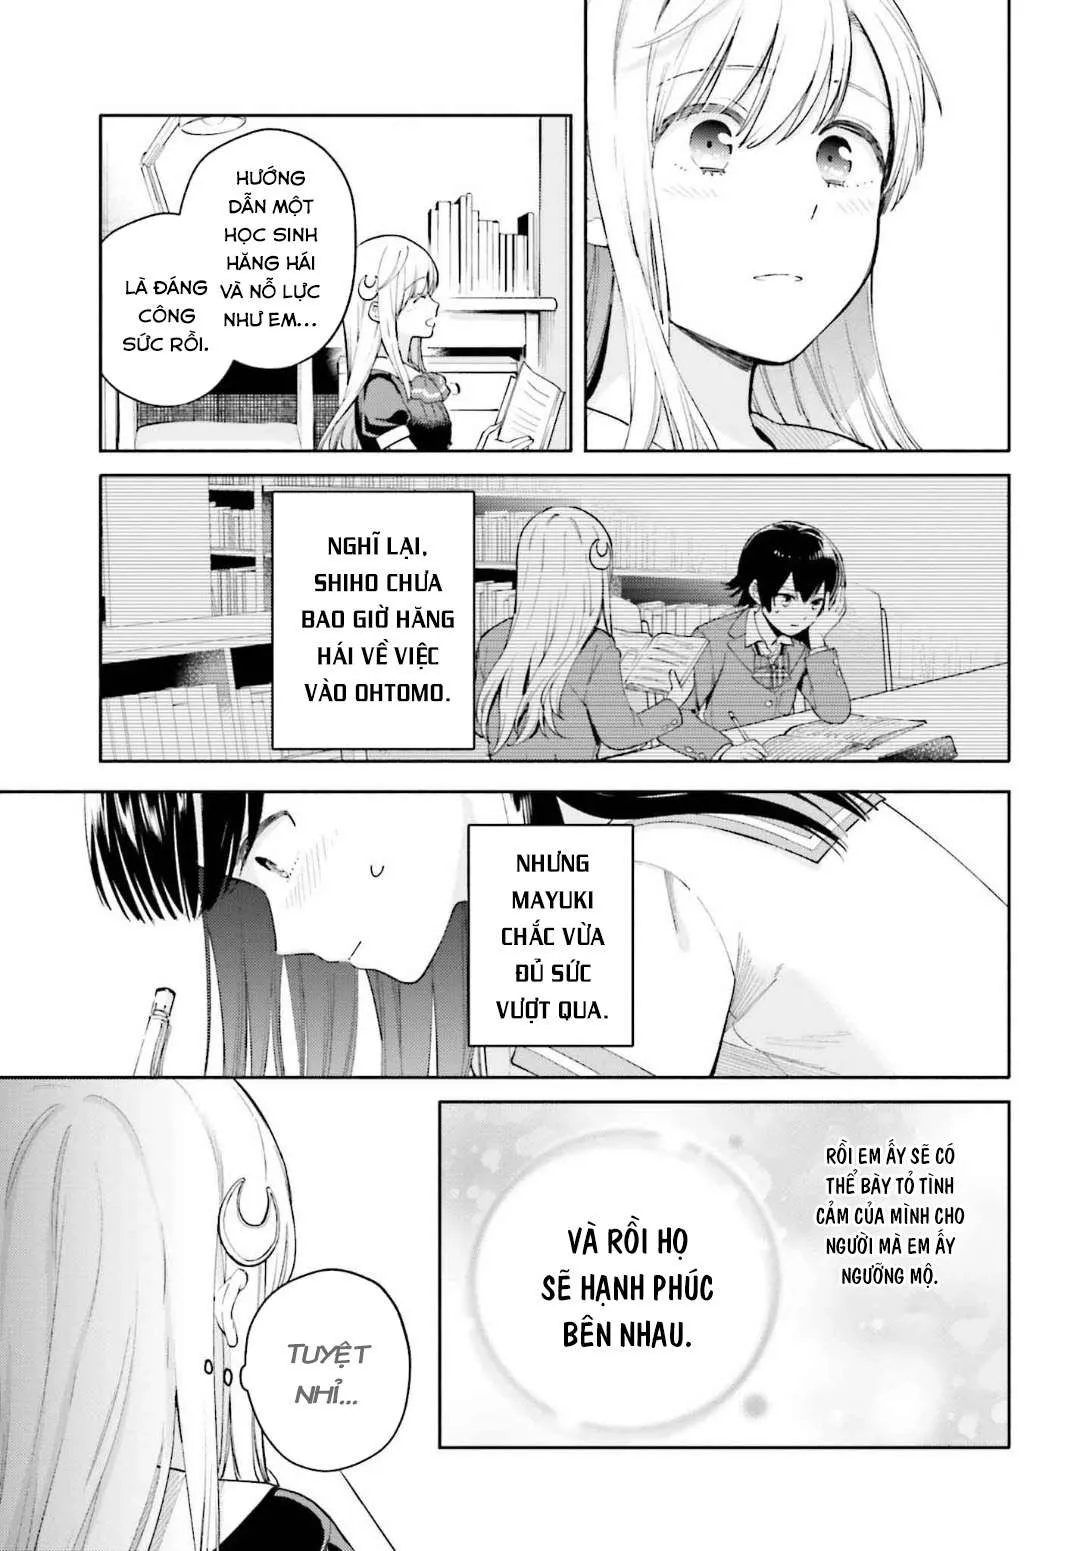 HƯỚNG
DẪN MỘT
HỌC SINH
HĂNG HÁI
VÀ NỖ LỰC
NHƯ EM...
LÀ ĐÁNG
CÔNG
SỨC RỒI.
NGHĨ LẠI,
SHIHO CHƯA
BAO GIỜ HĂNG
HÁI VỀ VIỆC
VÀO OHTOMO.
NHƯNG
MAYUKI
CHẮC VỪA
ĐỦ SỨC
VƯỢT QUA.
RỒI EM ẤY SẼ CÓ
THỂ BÀY TỎ TÌNH
CẢM CỦA MÌNH CHO
NGƯỜI MÀ EM ẤY
NGƯỠNG MỘ.
VÀ RỒI HỌ
SẼ HẠNH PHÚC
BÊN NHAU.
TUYỆT
NHỈ...